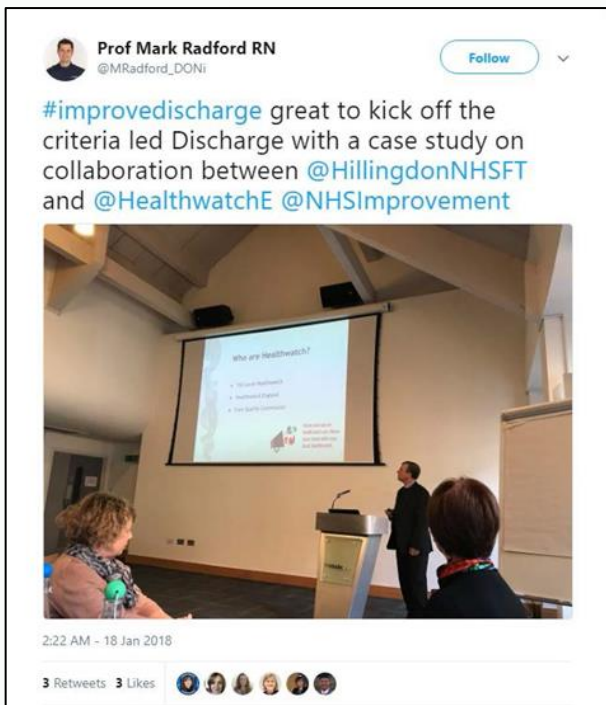 Prof Mark Radford RN
@MRadford_DONi
Follow
#improvedischarge great to kick off the
criteria led Discharge with a case study on
collaboration between @HillingdonNHSFT
and @HealthwatchE @NHSImprovement
Who are Healthwatch?
2:22 AM - 18 Jan 2018
3 Retweets 3 Likes